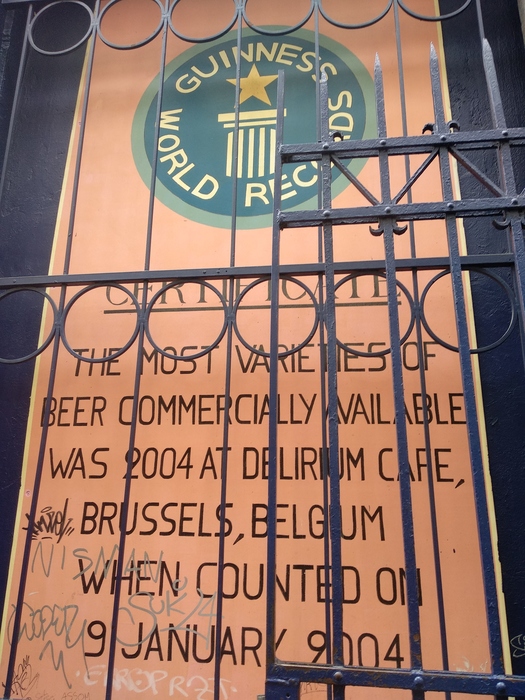 GUINNESS
WORLD RECORDS
CERTIFICATE
THE MOST VARIETIES OF
BEER COMMERCIALLY AVAILABLE
WAS 2004 AT DELIRIUM CAFE,
BRUSSELS, BELGIUM
WHEN COUNTED ON
9 JANUARY 2004
NISMAN